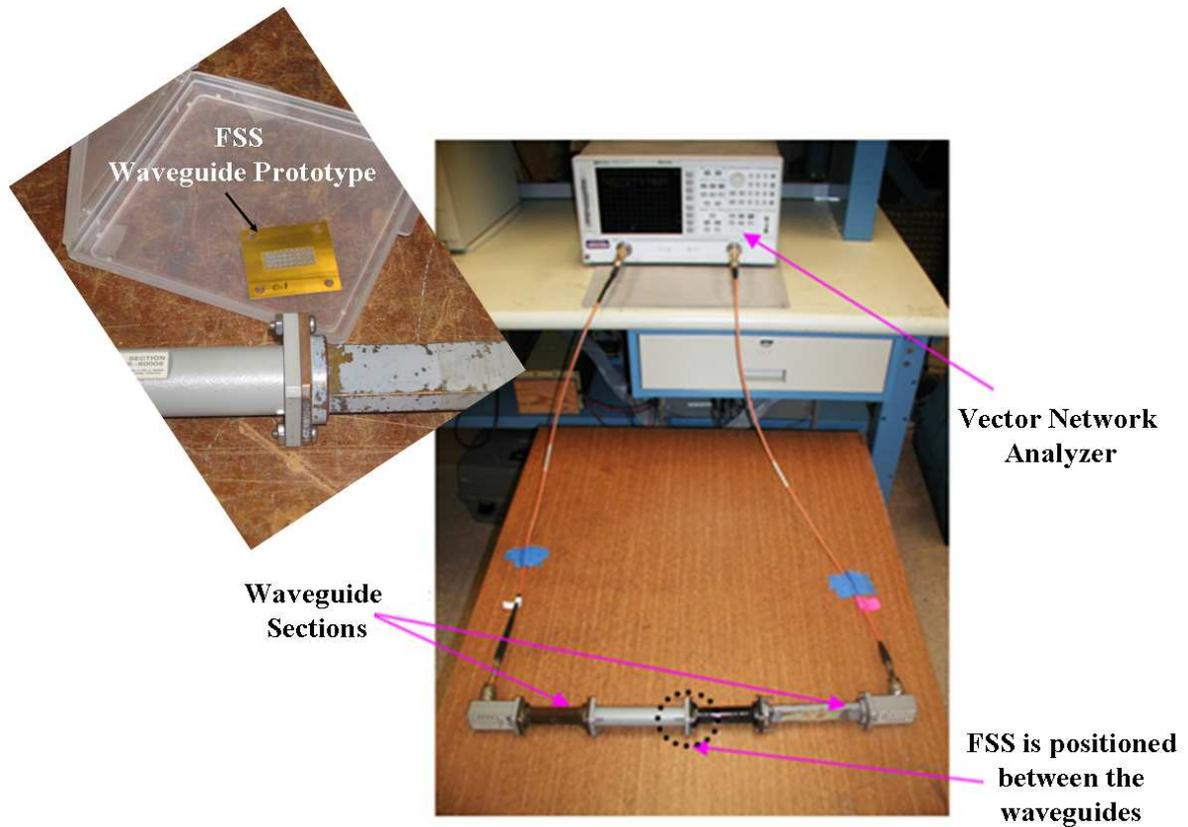 FSS
Waveguide Prototype
SECTION
Vector Network
Analyzer
Waveguide
Sections
FSS is positioned
between the
waveguides